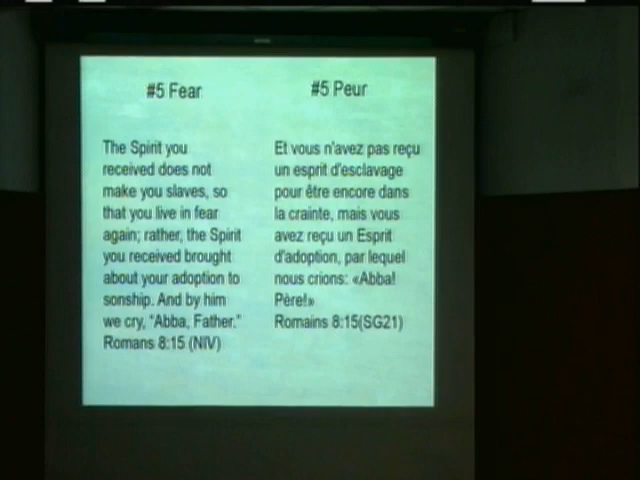 #5 Fear
The Spirit you
received does not
make you slaves, so
that you live in fear
again; rather, the Spirit
you received brought
about your adoption to
sonship. And by him
we cry, "Abba, Father."
Romans 8:15 (NIV)
#5 Peur
Et vous n'avez pas reçu
un esprit d'esclavage
pour être encore dans
la crainte, mais vous
avez reçu un Esprit
d'adoption, par lequel
nous crions: «Abba!
Père!»
Romains 8:15(SG21)